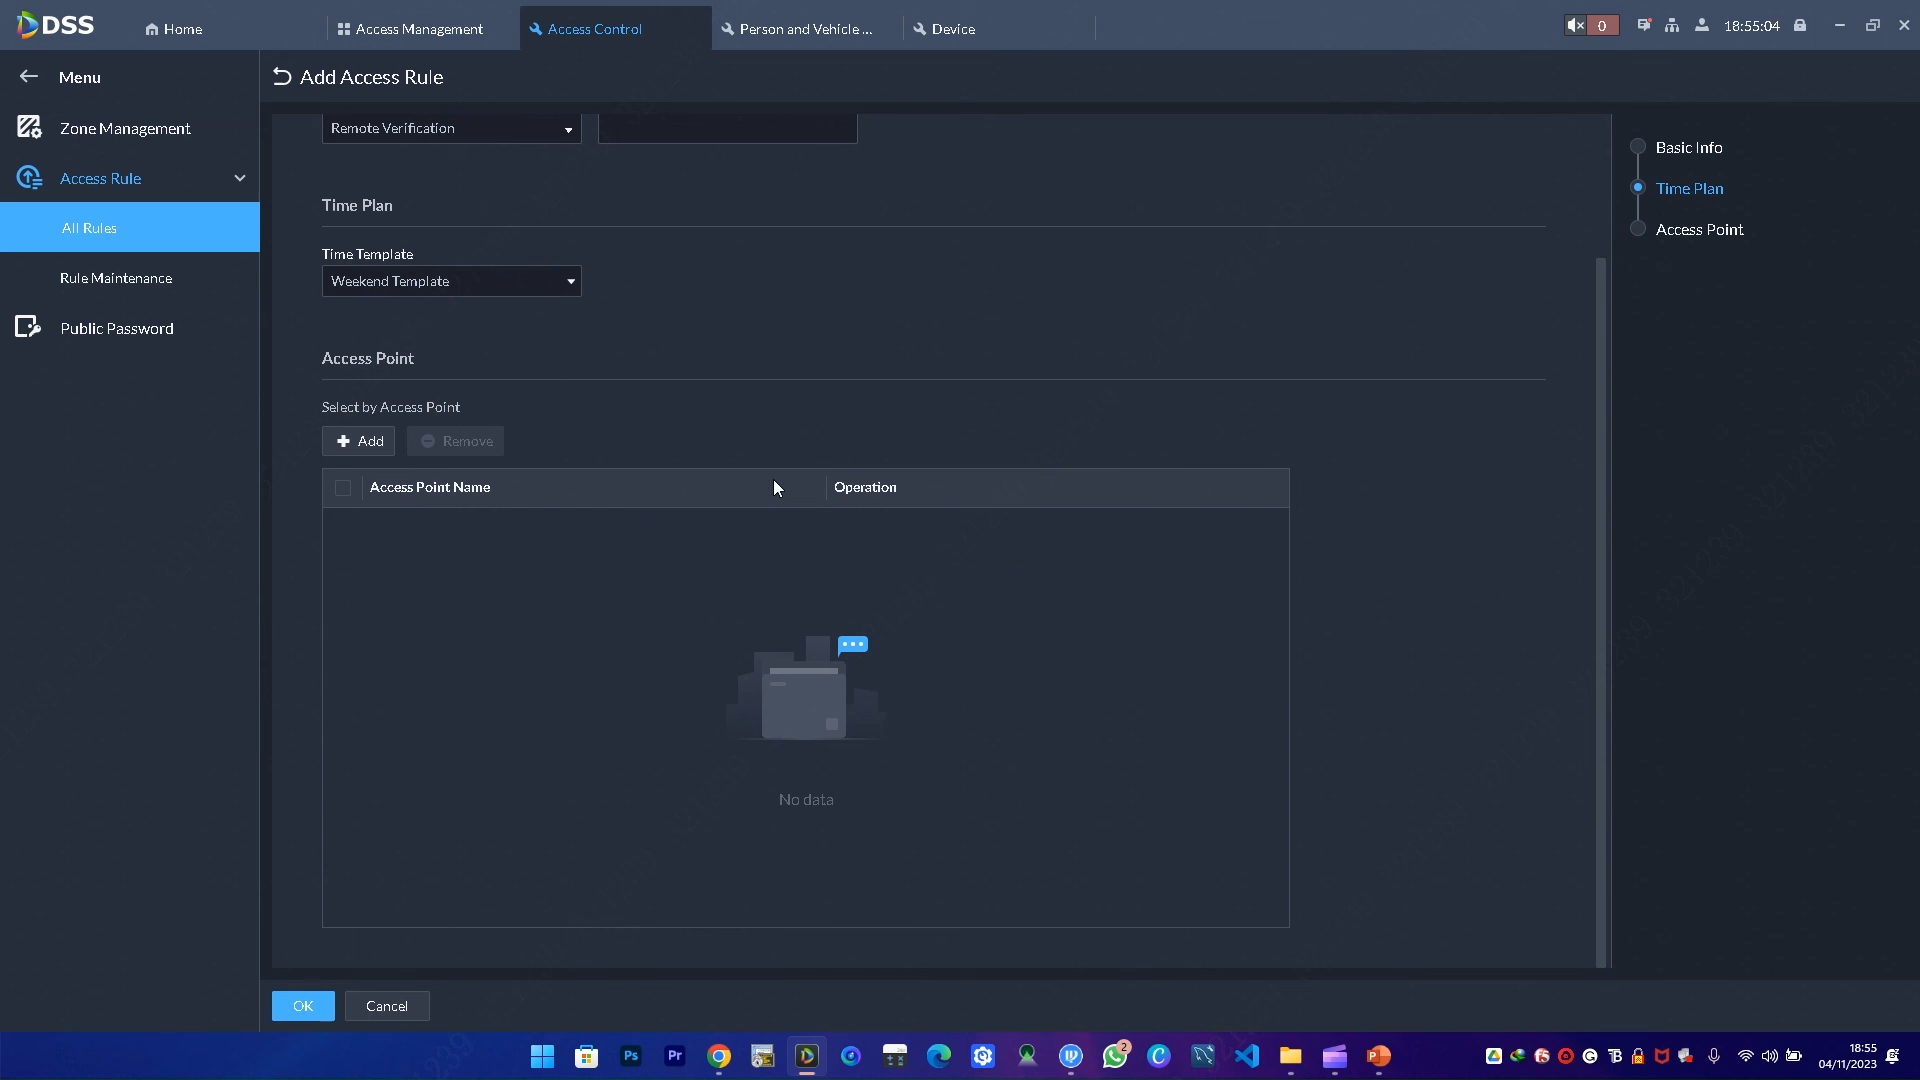 DSS
Home
Access Management
Access Control
Person and Vehicle ...
Device
0
18:55:04
Menu
Add Access Rule
Zone Management
Access Rule
All Rules
Rule Maintenance
Public Password
Remote Verification
Time Plan
Time Template
Weekend Template
Access Point
Select by Access Point
Add
Remove
Access Point Name
Operation
No data
Basic Info
Time Plan
Access Point
OK
Cancel
Ps
Pr
2
18:55
04/11/2023